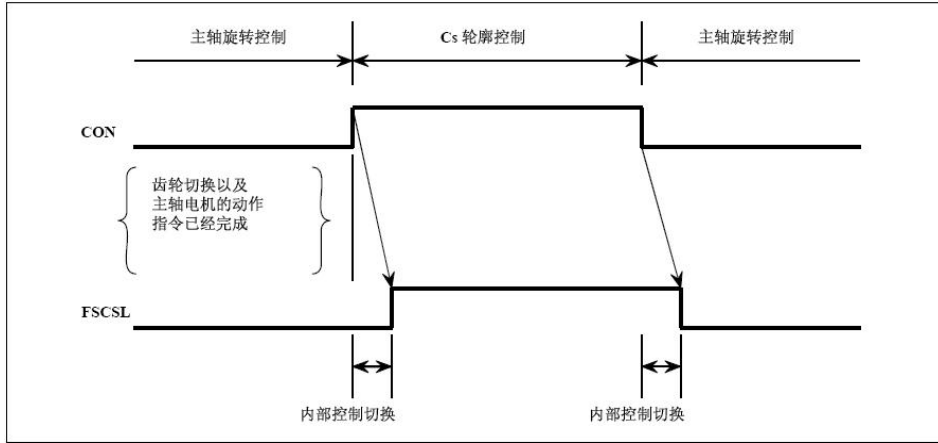 主轴旋转控制
Cs 轮廓控制
主轴旋转控制
CON
齿轮切换以及
主轴电机的动作
指令已经完成
FSCSL
内部控制切换
内部控制切换